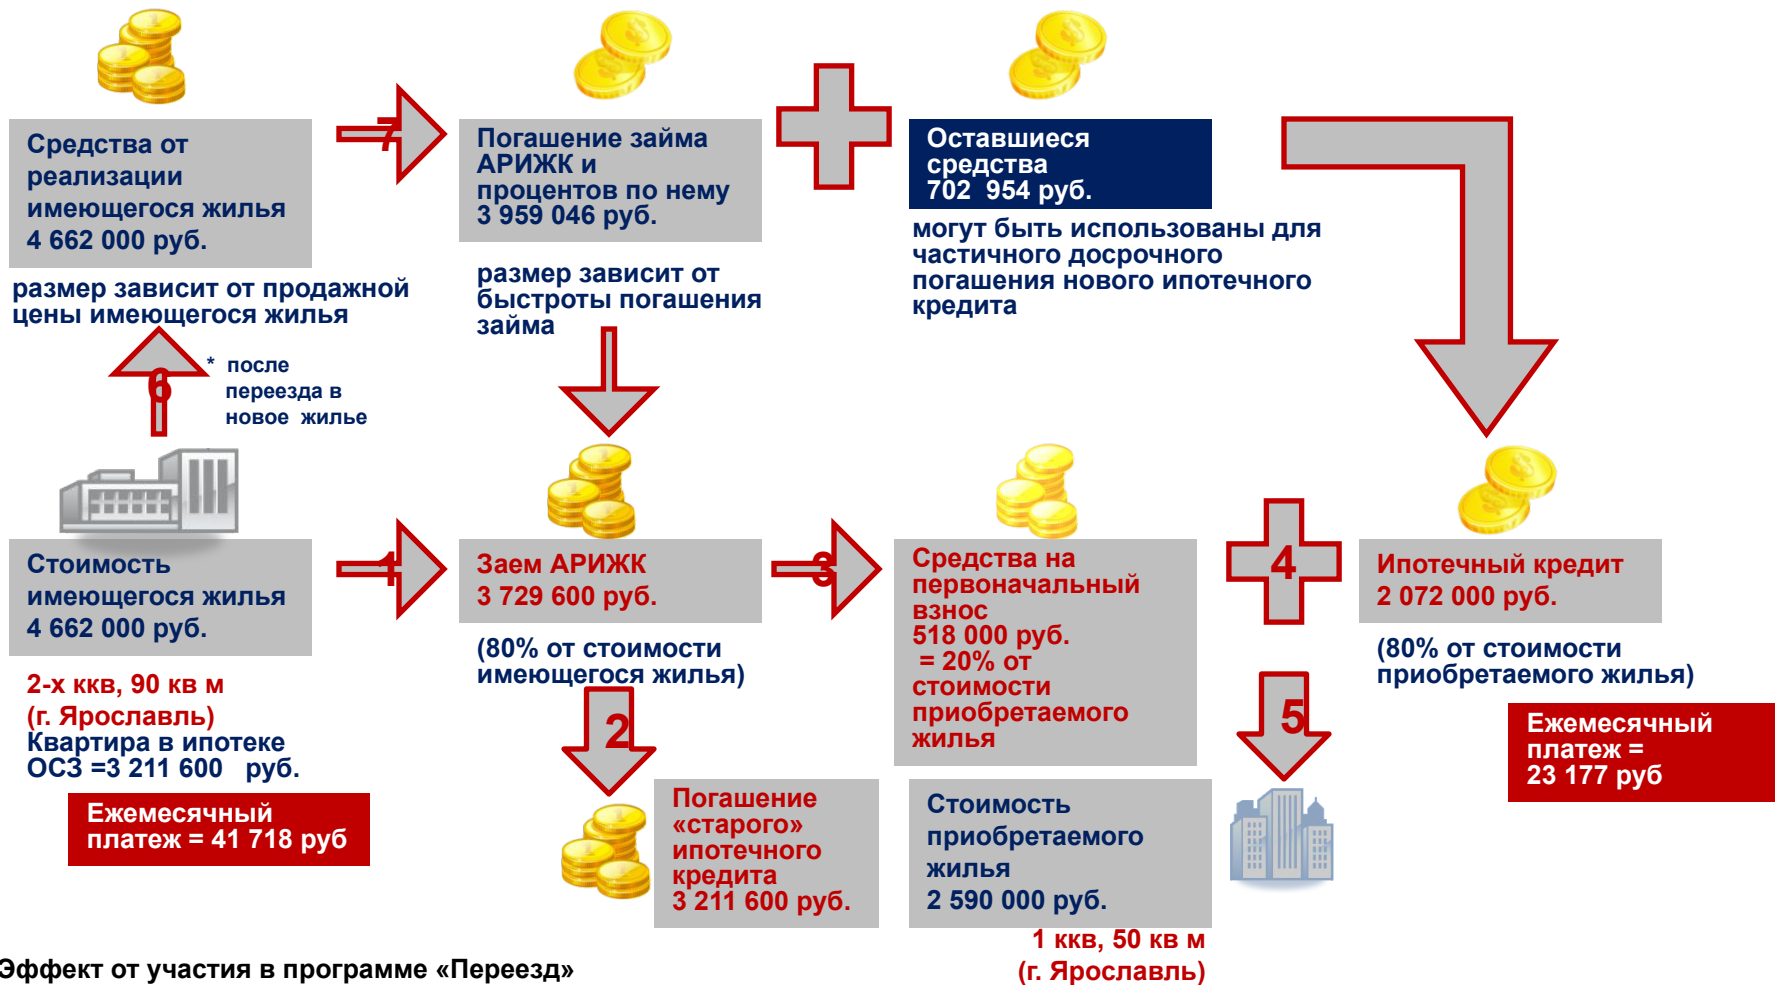 Средства от
реализации
имеющегося жилья
4 662 000 руб.
размер зависит от продажной
цены имеющегося жилья
7
Погашение займа
АРИЖК и
процентов по нему
3 959 046 руб.
размер зависит от
быстроты погашения
займа
Оставшиеся
средства
702 954 руб.
могут быть использованы для
частичного досрочного
погашения нового ипотечного
кредита
6
* после
переезда в
новое жилье
Стоимость
имеющегося жилья
4 662 000 руб.
2-х ккв, 90 кв м
(г. Ярославль)
Квартира в ипотеке
ОСЗ =3 211 600 руб.
Ежемесячный
платеж = 41 718 руб
1
Заем АРИЖК
3 729 600 руб.
(80% от стоимости
имеющегося жилья)
2
Погашение
«старого»
ипотечного
кредита
3 211 600 руб.
3
Средства на
первоначальный
взнос
518 000 руб.
= 20% от
стоимости
приобретаемого
жилья
4
Ипотечный кредит
2 072 000 руб.
(80% от стоимости
приобретаемого жилья)
5
Ежемесячный
платеж =
23 177 руб
Стоимость
приобретаемого
жилья
2 590 000 руб.
1 ккв, 50 кв м
(г. Ярославль)
Эффект от участия в программе «Переезд»